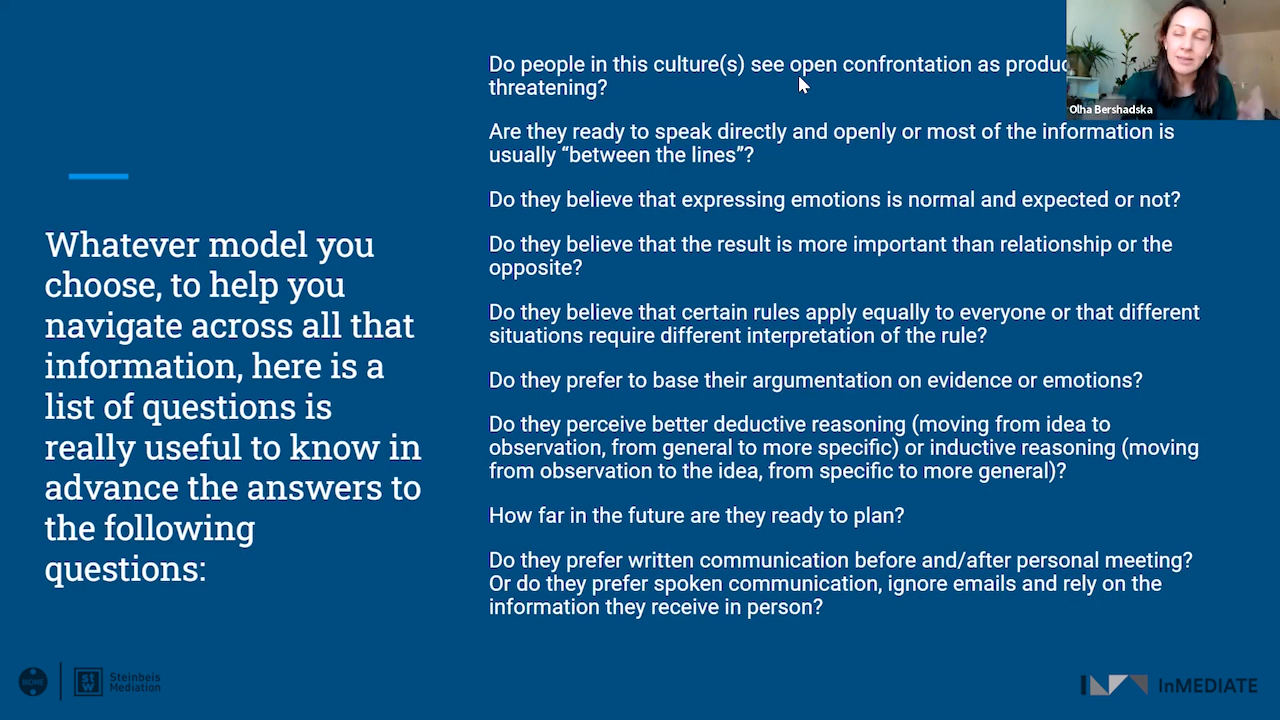 Whatever model you
choose, to help you
navigate across all that
information, here is a
list of questions is
really useful to know in
advance the answers to
the following
questions:
Do people in this culture(s) see open confrontation as
threatening?
Are they ready to speak directly and openly or most of the information is
usually “between the lines”?
Do they believe that expressing emotions is normal and expected or not?
Do they believe that the result is more important than relationship or the
opposite?
Do they believe that certain rules apply equally to everyone or that different
situations require different interpretation of the rule?
Do they prefer to base their argumentation on evidence or emotions?
Do they perceive better deductive reasoning (moving from idea to
observation, from general to more specific) or inductive reasoning (moving
from observation to the idea, from specific to more general)?
How far in the future are they ready to plan?
Do they prefer written communication before and/after personal meeting?
Or do they prefer spoken communication, ignore emails and rely on the
information they receive in person?
Olha Bershadska
Steinbeis
Mediation
InMEDIATE